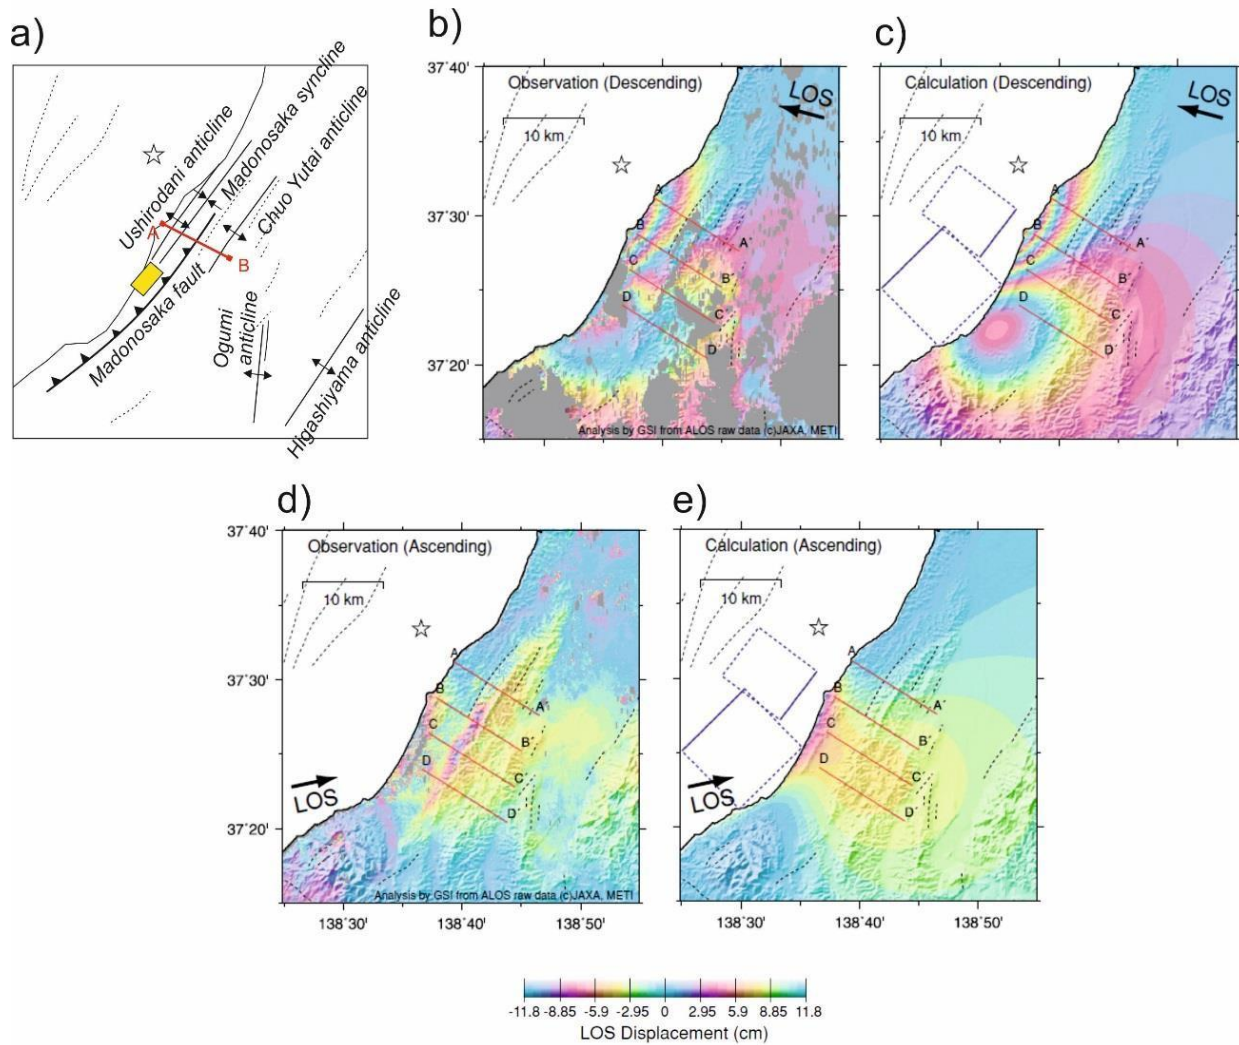 a)
Ushirodani anticline
Madonosaka syncline
Chuo Yutai anticline
A
B
Madonosaka fault
Ogumi
anticline
Higashiyama anticline
b)
37˚40'
37˚30'
37˚20'
Observation (Descending)
LOS
10 km
A
B
C
D
A´
B´
C´
D´
Analysis by GSI from ALOS raw data (c)JAXA, METI
c)
Calculation (Descending)
LOS
10 km
A
B
C
D
A´
B´
C´
D´
d)
37˚40'
37˚30'
37˚20'
Observation (Ascending)
10 km
A
B
C
D
A´
B´
C´
D´
LOS
Analysis by GSI from ALOS raw data (c)JAXA, METI
138˚30'
138˚40'
138˚50'
e)
Calculation (Ascending)
10 km
A
B
C
D
A´
B´
C´
D´
LOS
138˚30'
138˚40'
138˚50'
-11.8 -8.85 -5.9 -2.95 0 2.95 5.9 8.85 11.8
LOS Displacement (cm)